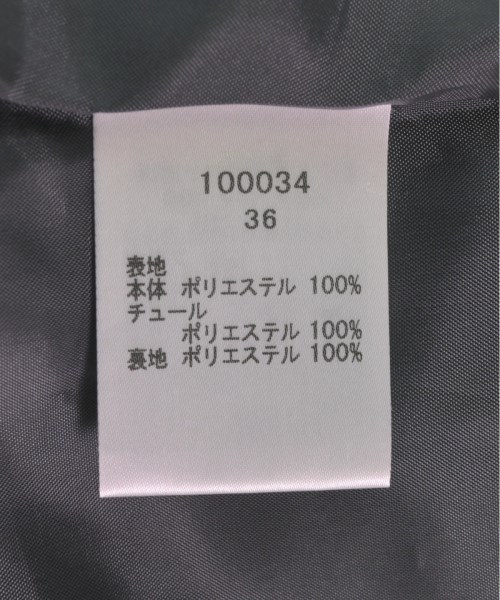 100034
36
表地
本体 ポリエステル 100%
チュール
ポリエステル 100%
裏地 ポリエステル 100%